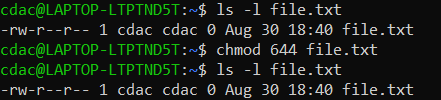 cdac@LAPTOP-LTPTND5T:~$ ls -l file.txt
-rw-r--r-- 1 cdac cdac 0 Aug 30 18:40 file.txt
cdac@LAPTOP-LTPTND5T:~$ chmod 644 file.txt
cdac@LAPTOP-LTPTND5T:~$ ls -l file.txt
-rw-r--r-- 1 cdac cdac 0 Aug 30 18:40 file.txt